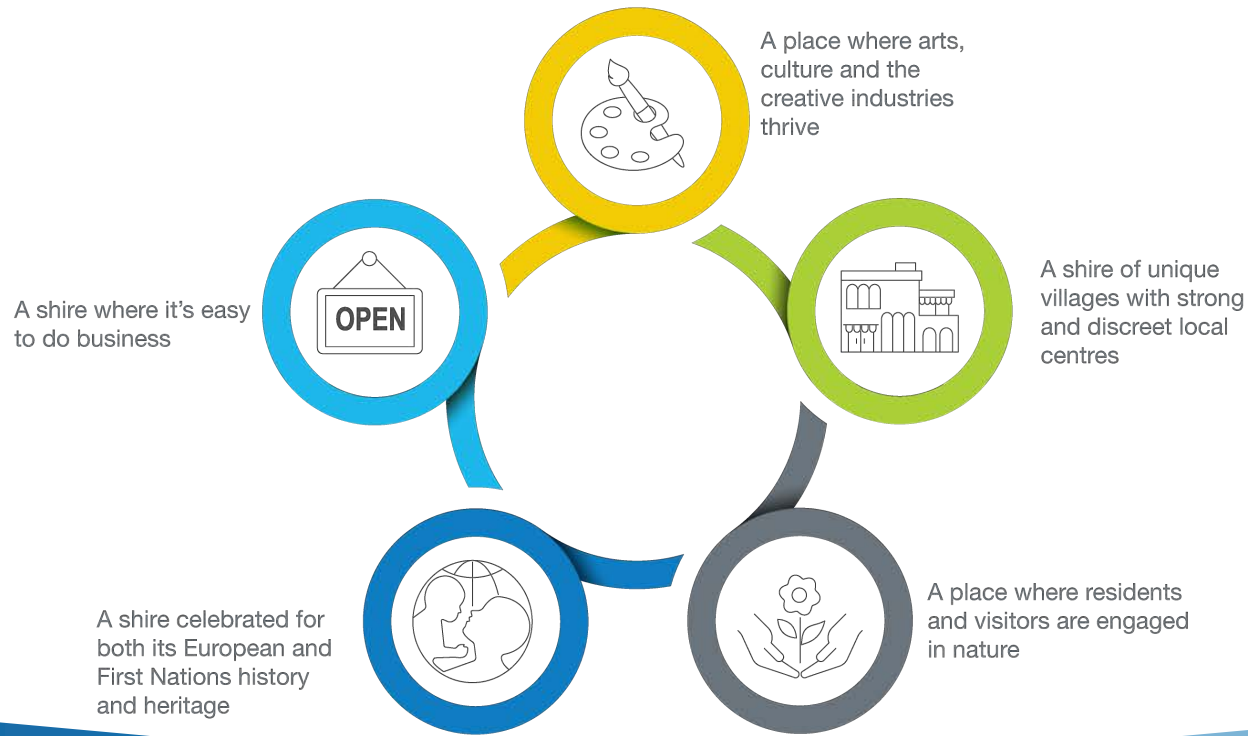 A place where arts,
culture and the
creative industries
thrive
A shire of unique
villages with strong
and discreet local
centres
A place where residents
and visitors are engaged
in nature
A shire celebrated for
both its European and
First Nations history
and heritage
A shire where it’s easy
to do business
OPEN